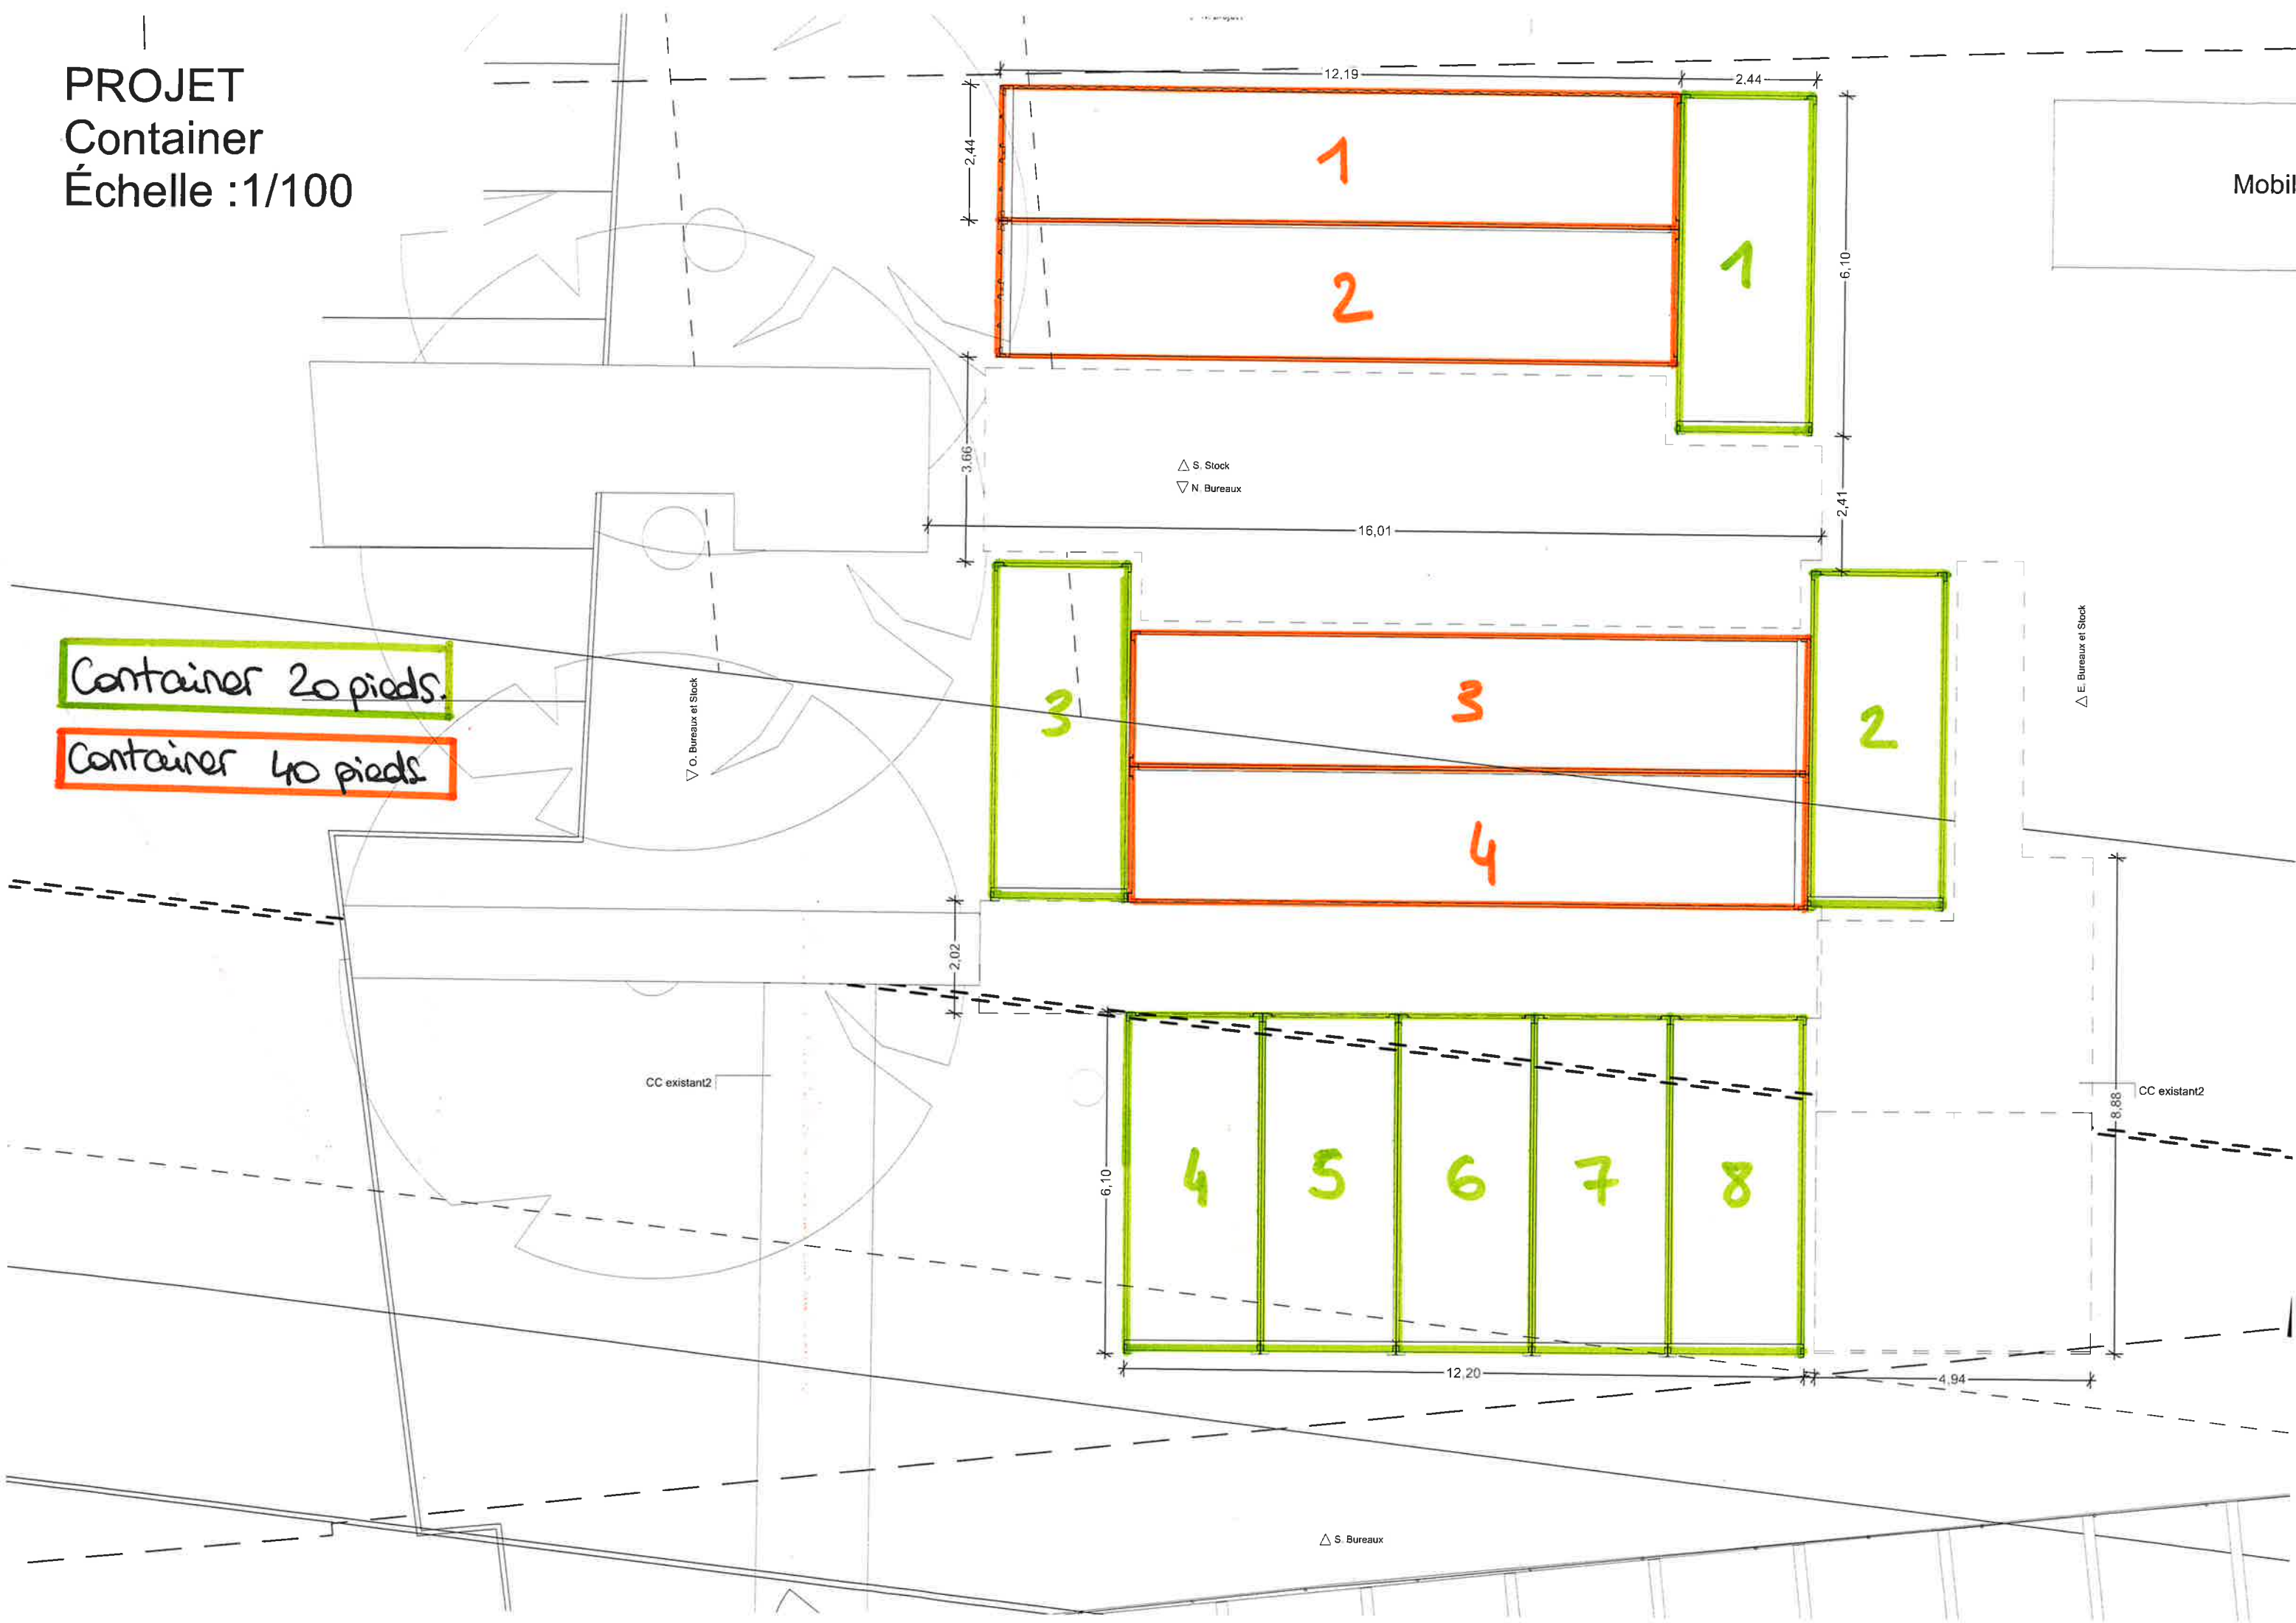 PROJET
Container
Échelle :1/100
12,19
2,44
2,44
1
2
1
6,10
Mobil
3.66
△ S. Stock
▽ N. Bureaux
2,41
16,01
Container 20 pieds.
Container 40 pieds
▽ O. Bureaux et Stock
3
3
4
2
△ E. Bureaux et Stock
2,02
CC existant2
6,10
4
5
6
7
8
8,88
CC existant2
12,20
4,94
△ S. Bureaux